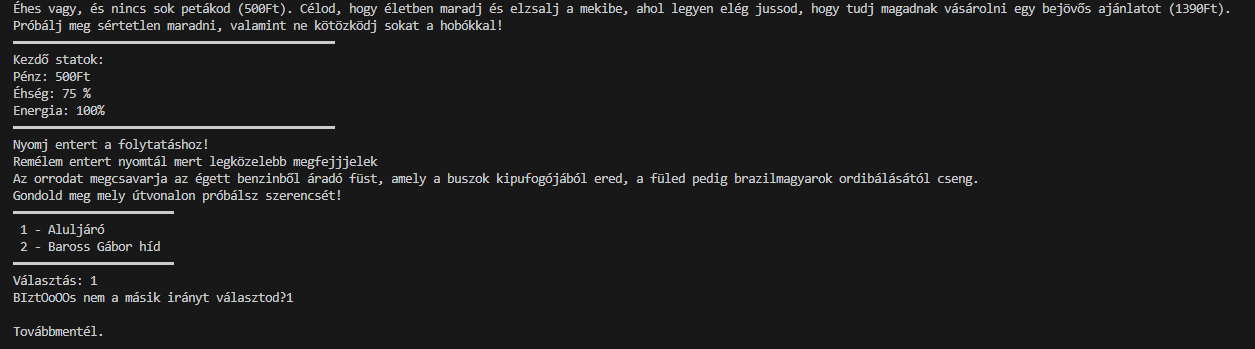 Éhes vagy, és nincs sok petákod (500Ft). Célod, hogy életben maradj és elzsalj a mekibe, ahol legyen elég jussod, hogy tudj magadnak vásárolni egy bejövős ajánlatot (1390Ft).
Próbálj meg sértetlen maradni, valamint ne kötözködj sokat a hobókkal!
Kezdő statok:
Pénz: 500Ft
Éhség: 75 %
Energia: 100%
Nyomj entert a folytatáshoz!
Remélem entert nyomtál mert legközelebb megfejjjelek
Az orrodat megcsavarja az égett benzinből áradó füst, amely a buszok kipufogójából ered, a füled pedig brazilmagyarok ordibálásától cseng.
Gondold meg mely útvonalon próbálsz szerencsét!
1 - Aluljáró
2 - Baross Gábor híd
Választás: 1
BIztOoOOs nem a másik irányt választod?1
Továbbmentél.